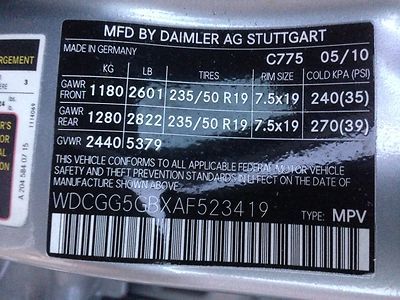 MFD BY DAIMLER AG STUTTGART
MADE IN GERMANY C775 05/10
KG LB TIRES RIM SIZE COLD KPA (PSI)
GAWR FRONT 1180 2601 235/50 R19 7.5x19 240(35)
GAWR REAR 1280 2822 235/50 R19 7.5x19 270(39)
GVWR 2440 5379
THIS VEHICLE CONFORMS TO ALL APPLICABLE FEDERAL MOTOR VEHICLE
SAFETY AND THEFT PREVENTION STANDARDS IN EFFECT ON THE DATE OF
MANUFACTURE SHOWN ABOVE.
WDCGG5GBXAF523419
TYPE: MPV
3
24
1114069
A 204 584 07 15